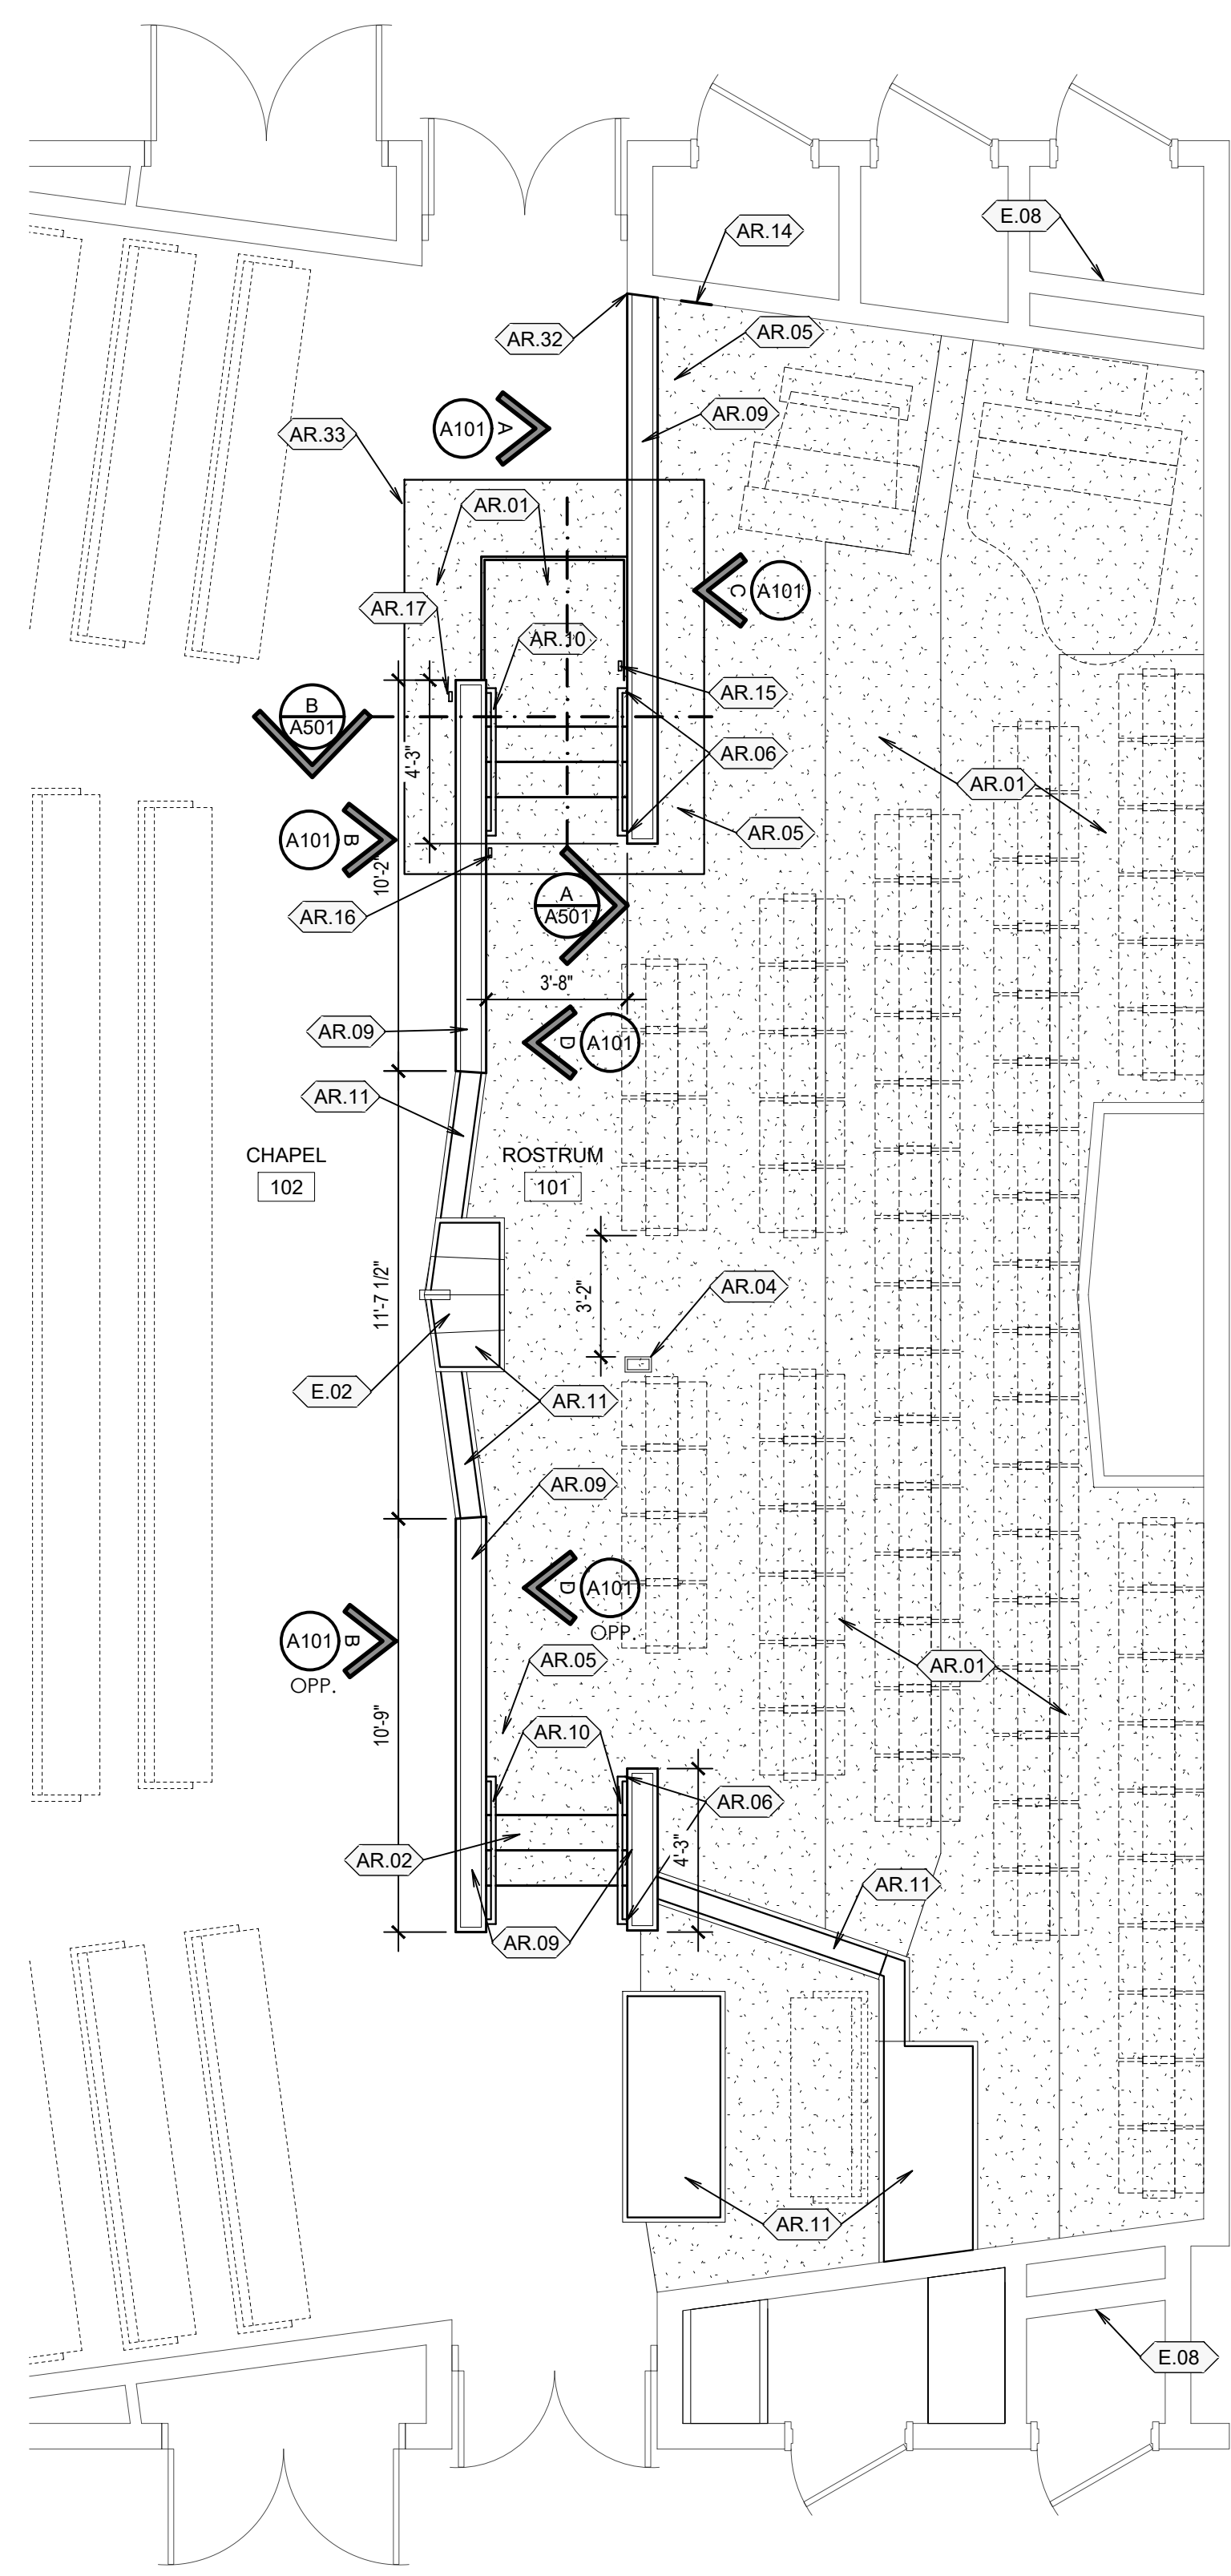 E.08
AR.14
AR.32
AR.05
AR.33
A101
A
AR.09
AR.01
AR.17
AR.10
C
A101
AR.15
B
A501
4'-3"
AR.06
AR.01
A101
B
10'-2"
AR.05
AR.16
A
A501
3'-8"
AR.09
D
A101
AR.11
CHAPEL
102
ROSTRUM
101
11'-7 1/2"
3'-2"
AR.04
E.02
AR.11
AR.09
D
A101
OPP.
A101
B
OPP.
AR.05
AR.01
10'-9"
AR.10
AR.06
AR.02
4'-3"
AR.11
AR.09
AR.11
E.08